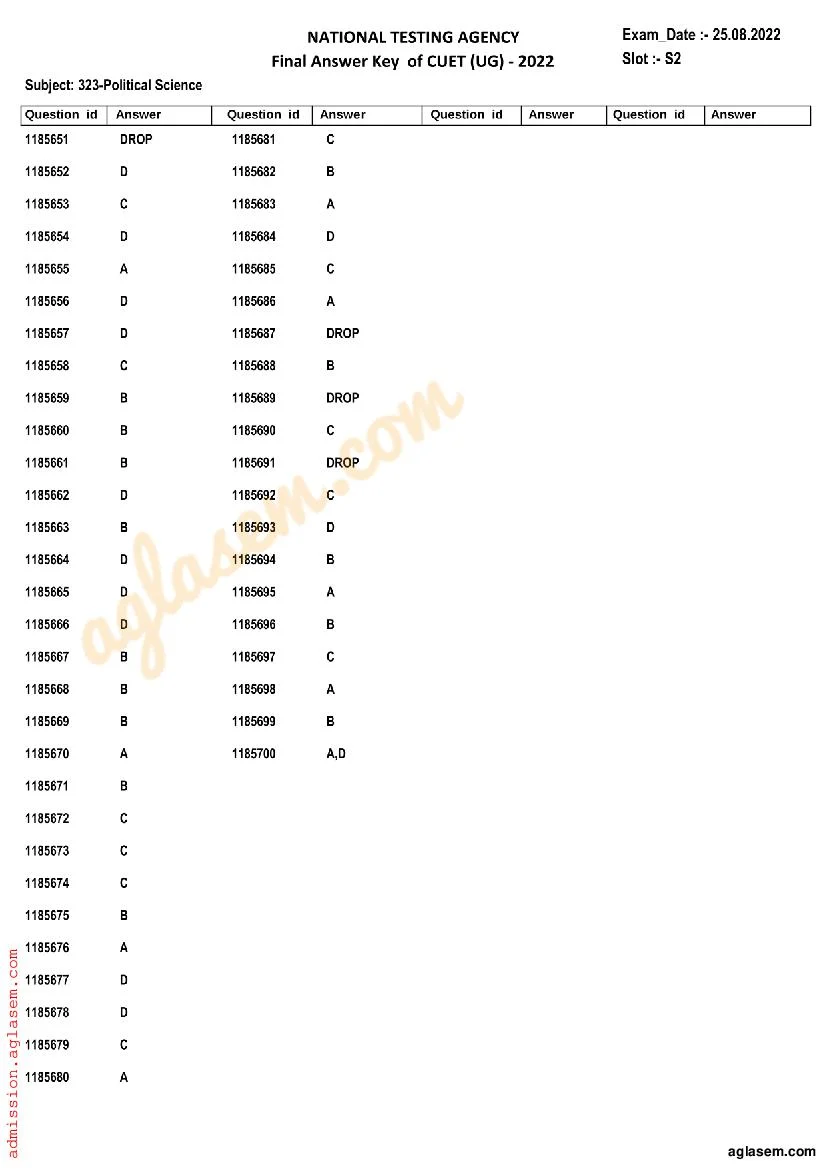 NATIONAL TESTING AGENCY
Exam_Date :- 25.08.2022
Final Answer Key of CUET (UG) - 2022
Slot :- S2
Subject: 323-Political Science
Question id Answer Question id Answer Question id Answer Question id Answer
1185651 DROP 1185681 C
1185652 D 1185682 B
1185653 C 1185683 A
1185654 D 1185684 D
1185655 A 1185685 C
1185656 D 1185686 A
1185657 D 1185687 DROP
1185658 C 1185688 B
1185659 B 1185689 DROP
1185660 B 1185690 C
1185661 B 1185691 DROP
1185662 D 1185692 C
1185663 B 1185693 D
1185664 D 1185694 B
1185665 D 1185695 A
1185666 D 1185696 B
1185667 B 1185697 C
1185668 B 1185698 A
1185669 B 1185699 B
1185670 A 1185700 A,D
1185671 B
1185672 C
1185673 C
1185674 C
1185675 B
1185676 A
1185677 D
1185678 D
1185679 C
1185680 A
aglasem.com
admission.aglasem.com
aglasem.com